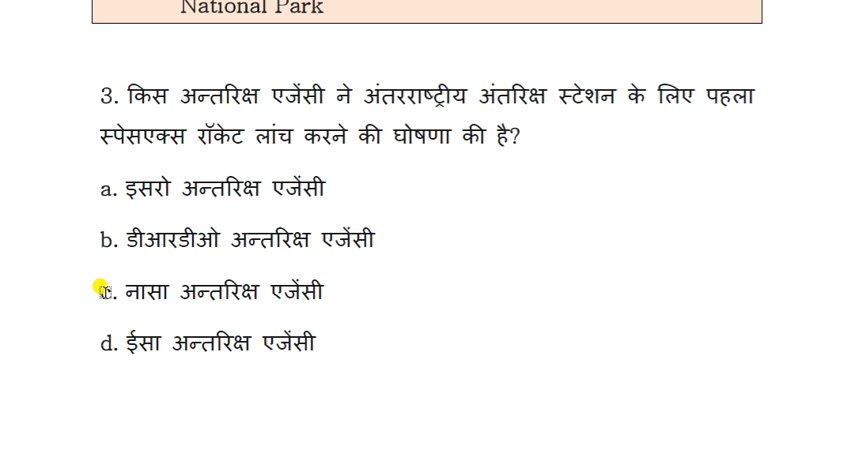 National Park
3. किस अन्तरिक्ष एजेंसी ने अंतरराष्ट्रीय अंतरिक्ष स्टेशन के लिए पहला
स्पेसएक्स रॉकेट लांच करने की घोषणा की है?
a. इसरो अन्तरिक्ष एजेंसी
b. डीआरडीओ अन्तरिक्ष एजेंसी
c. नासा अन्तरिक्ष एजेंसी
d. ईसा अन्तरिक्ष एजेंसी